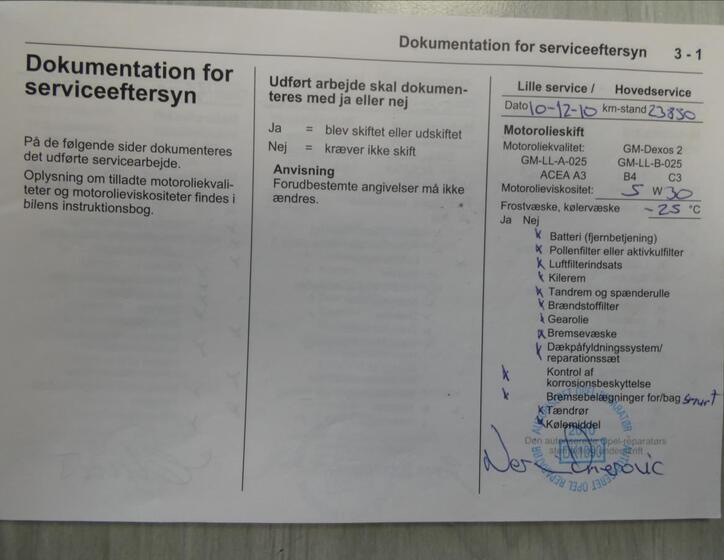 Dokumentation for serviceeftersyn 3 - 1
Dokumentation for
serviceeftersyn
På de følgende sider dokumenteres
det udførte servicearbejde.
Oplysning om tilladte motoroliekvali-
teter og motorolieviskositeter findes i
bilens instruktionsbog.
Udført arbejde skal dokumen-
teres med ja eller nej
Ja = blev skiftet eller udskiftet
Nej = kræver ikke skift
Anvisning
Forudbestemte angivelser må ikke
ændres.
Lille service / Hovedservice
Dato 10-12-10 km-stand 23850
Motorolieskift
Motoroliekvalitet: GM-Dexos 2
GM-LL-A-025 GM-LL-B-025
ACEA A3 B4 C3
Motorolieviskositet: 5 W 30
Frostvæske, kølervæske -25 °C
Ja Nej
x Batteri (fjernbetjening)
x Pollenfilter eller aktivkulfilter
x Luftfilterindsats
x Kilerem
x Tandrem og spænderulle
x Brændstoffilter
x Gearolie
x Bremsevæske
x Dækpåfyldningssystem/
reparationssæt
x Kontrol af
korrosionsbeskyttelse
x Bremsebelægninger for/bag smurt
x Tændrør
x Kølemiddel
Den autoriserede Opel-reparatørs
AUTORISERET OPEL REPARATØR